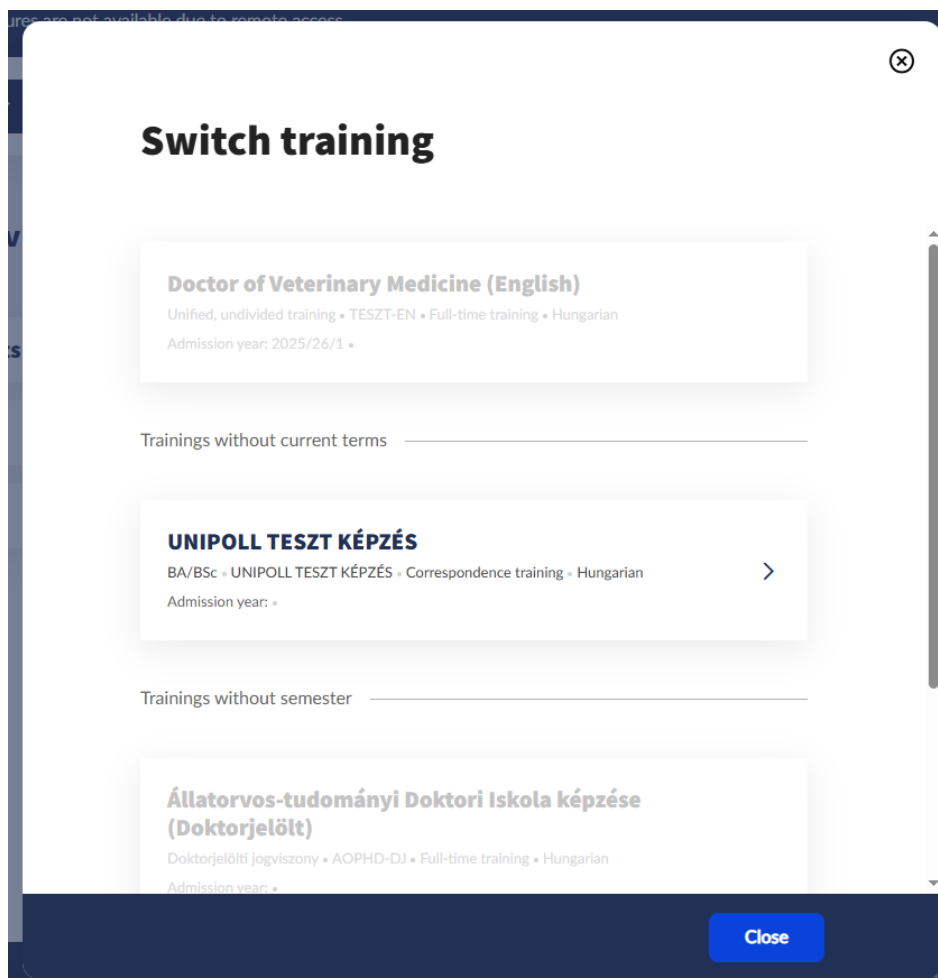 ures are not available due to remote access
Switch training
Doctor of Veterinary Medicine (English)
Unified, undivided training • TESZT-EN • Full-time training • Hungarian
Admission year: 2025/26/1 •
Trainings without current terms
UNIPOLL TESZT KÉPZÉS
BA/BSc • UNIPOLL TESZT KÉPZÉS • Correspondence training • Hungarian
Admission year: •
Trainings without semester
Állatorvos-tudományi Doktori Iskola képzése
(Doktorjelölt)
Doktorjelölti jogviszony • AOPHD-DJ • Full-time training • Hungarian
Admission year: •
Close